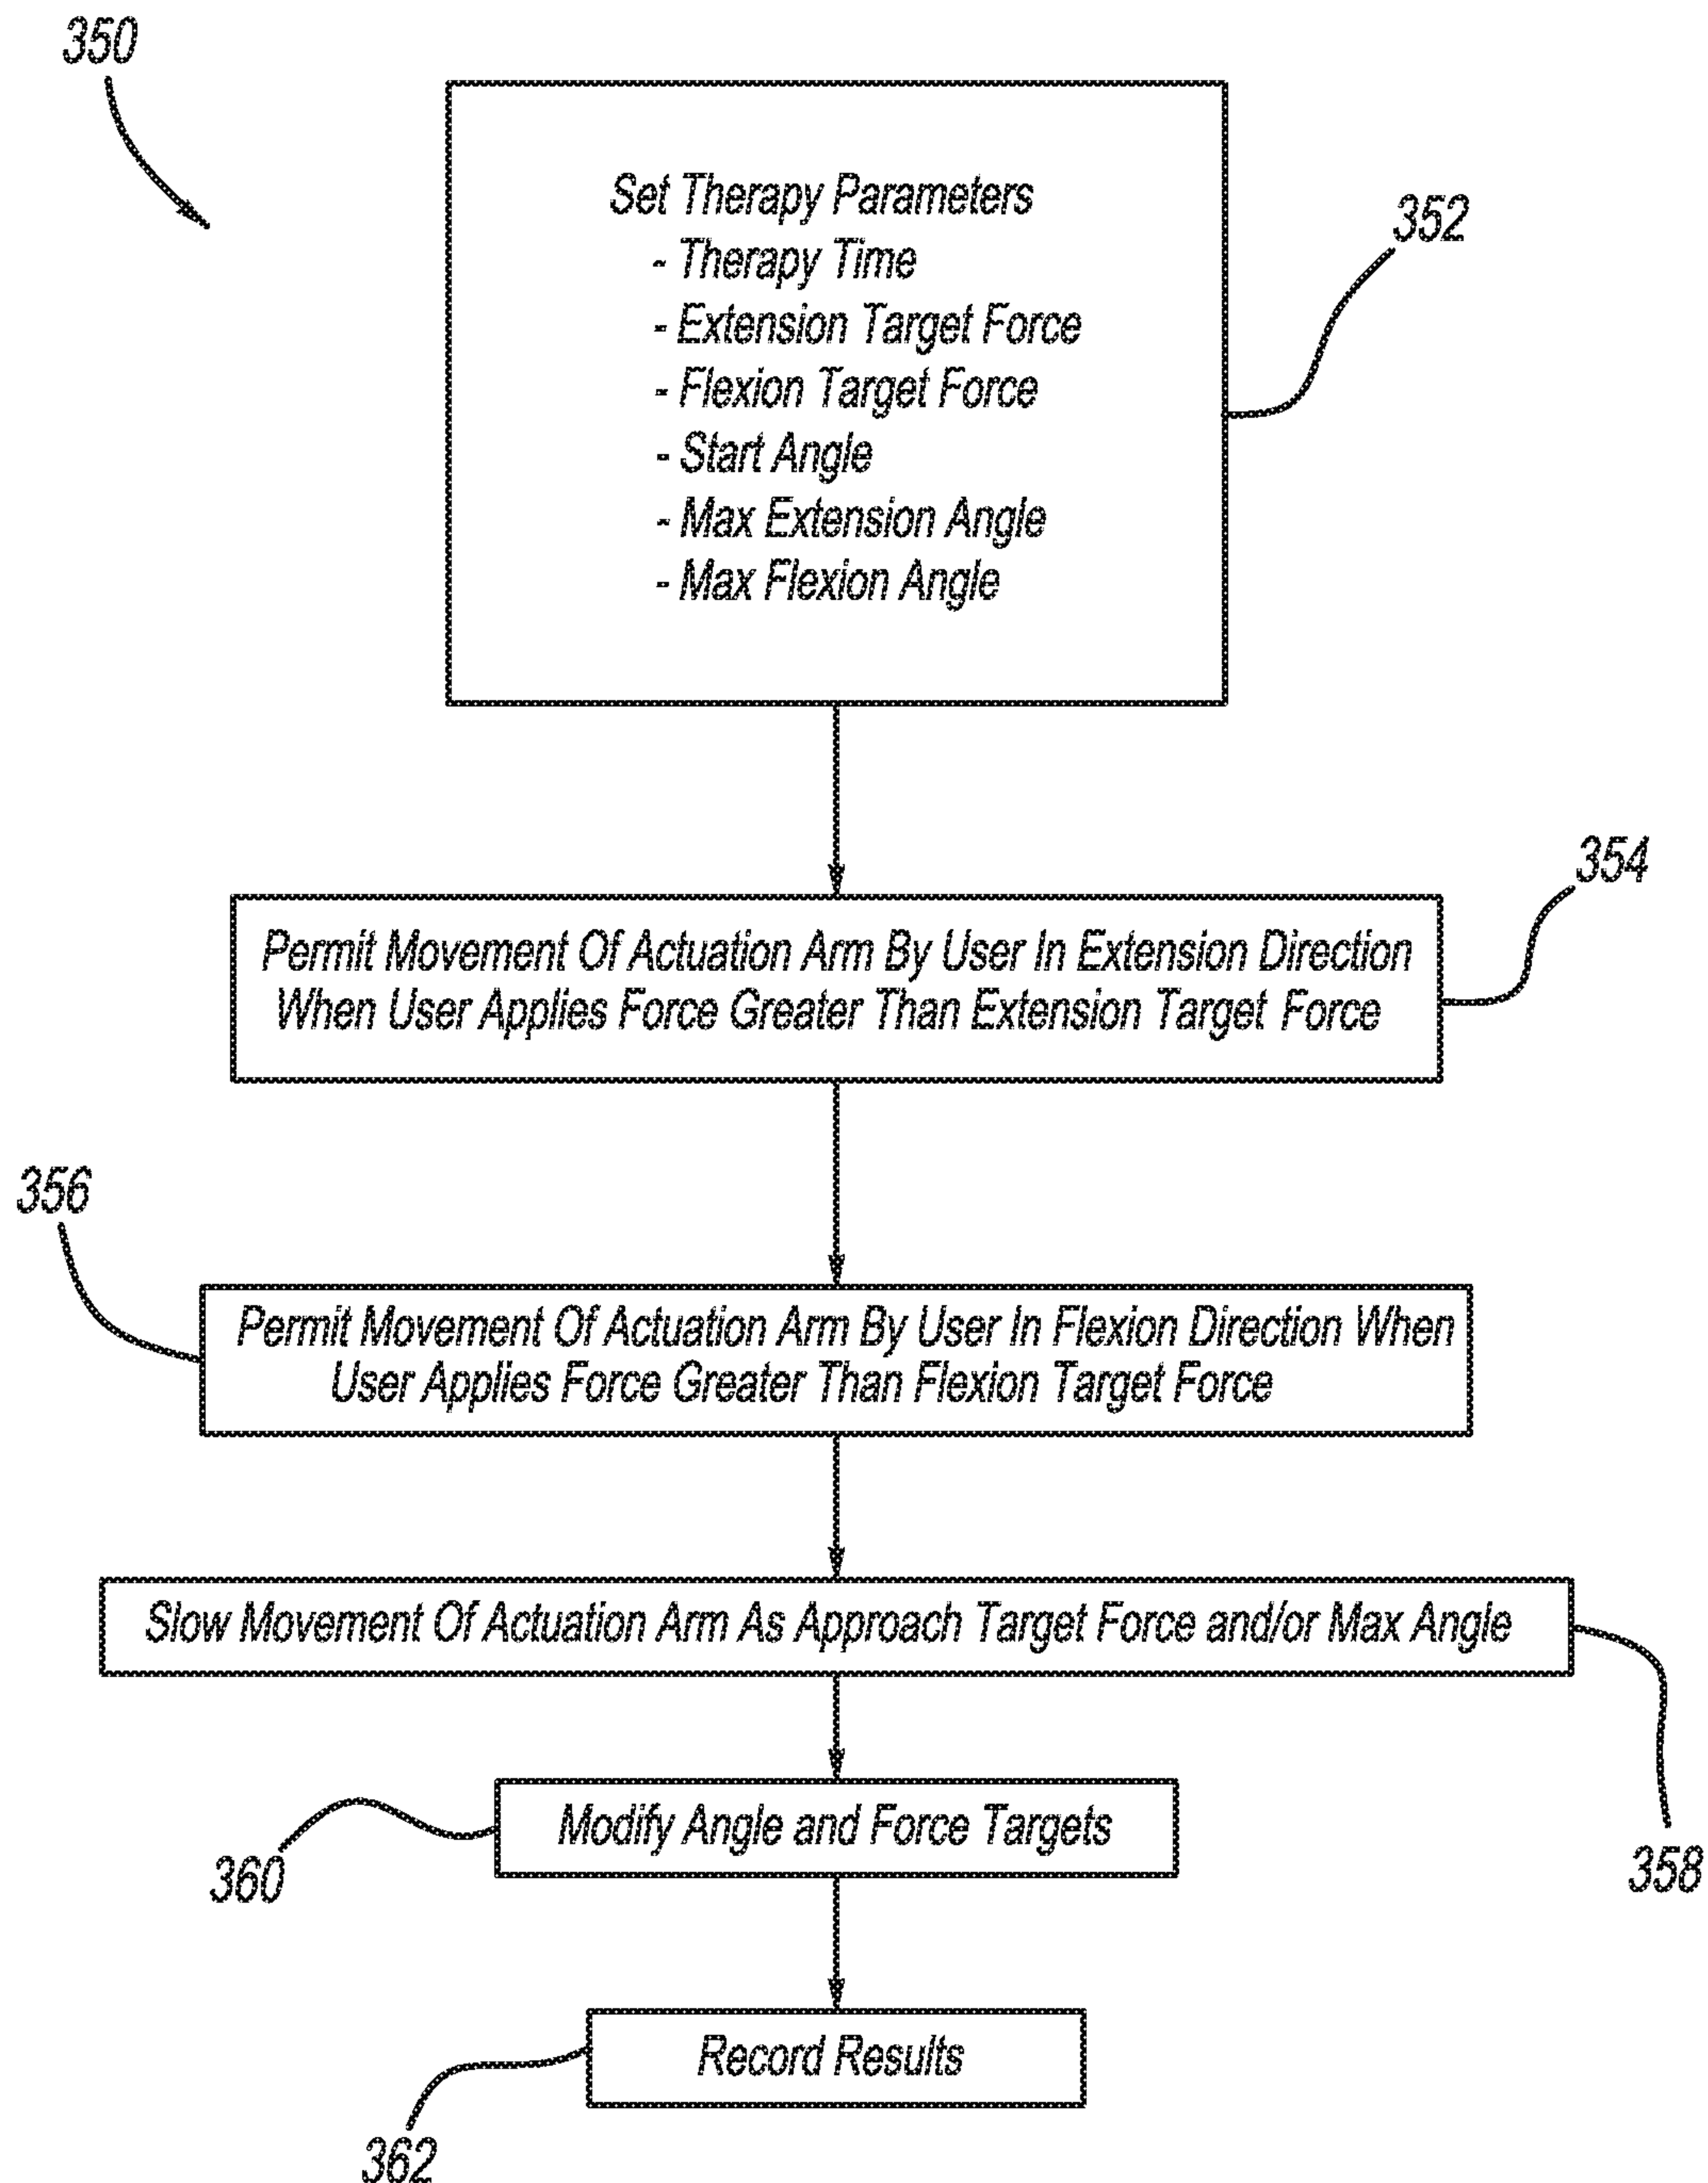 350
Set Therapy Parameters
- Therapy Time
- Extension Target Force
- Flexion Target Force
- Start Angle
- Max Extension Angle
- Max Flexion Angle
352
354
Permit Movement Of Actuation Arm By User In Extension Direction
When User Applies Force Greater Than Extension Target Force
356
Permit Movement Of Actuation Arm By User In Flexion Direction When
User Applies Force Greater Than Flexion Target Force
Slow Movement Of Actuation Arm As Approach Target Force and/or Max Angle
358
Modify Angle and Force Targets
360
Record Results
362